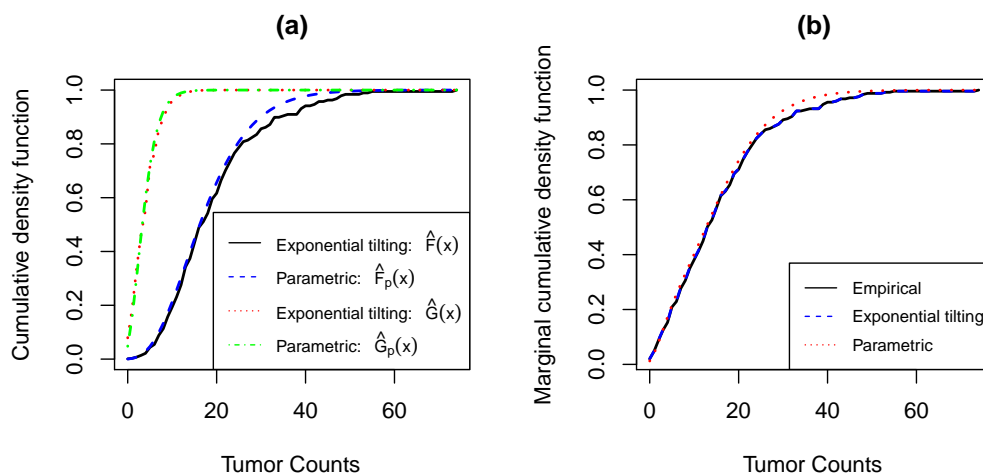 (a)
Cumulative density function
0.0 0.2 0.4 0.6 0.8 1.0
Exponential tilting: F̂(x)
Parametric: F̂p(x)
Exponential tilting: Ĝ(x)
Parametric: Ĝp(x)
0 20 40 60
Tumor Counts
(b)
Marginal cumulative density function
0.0 0.2 0.4 0.6 0.8 1.0
Empirical
Exponential tilting
Parametric
0 20 40 60
Tumor Counts